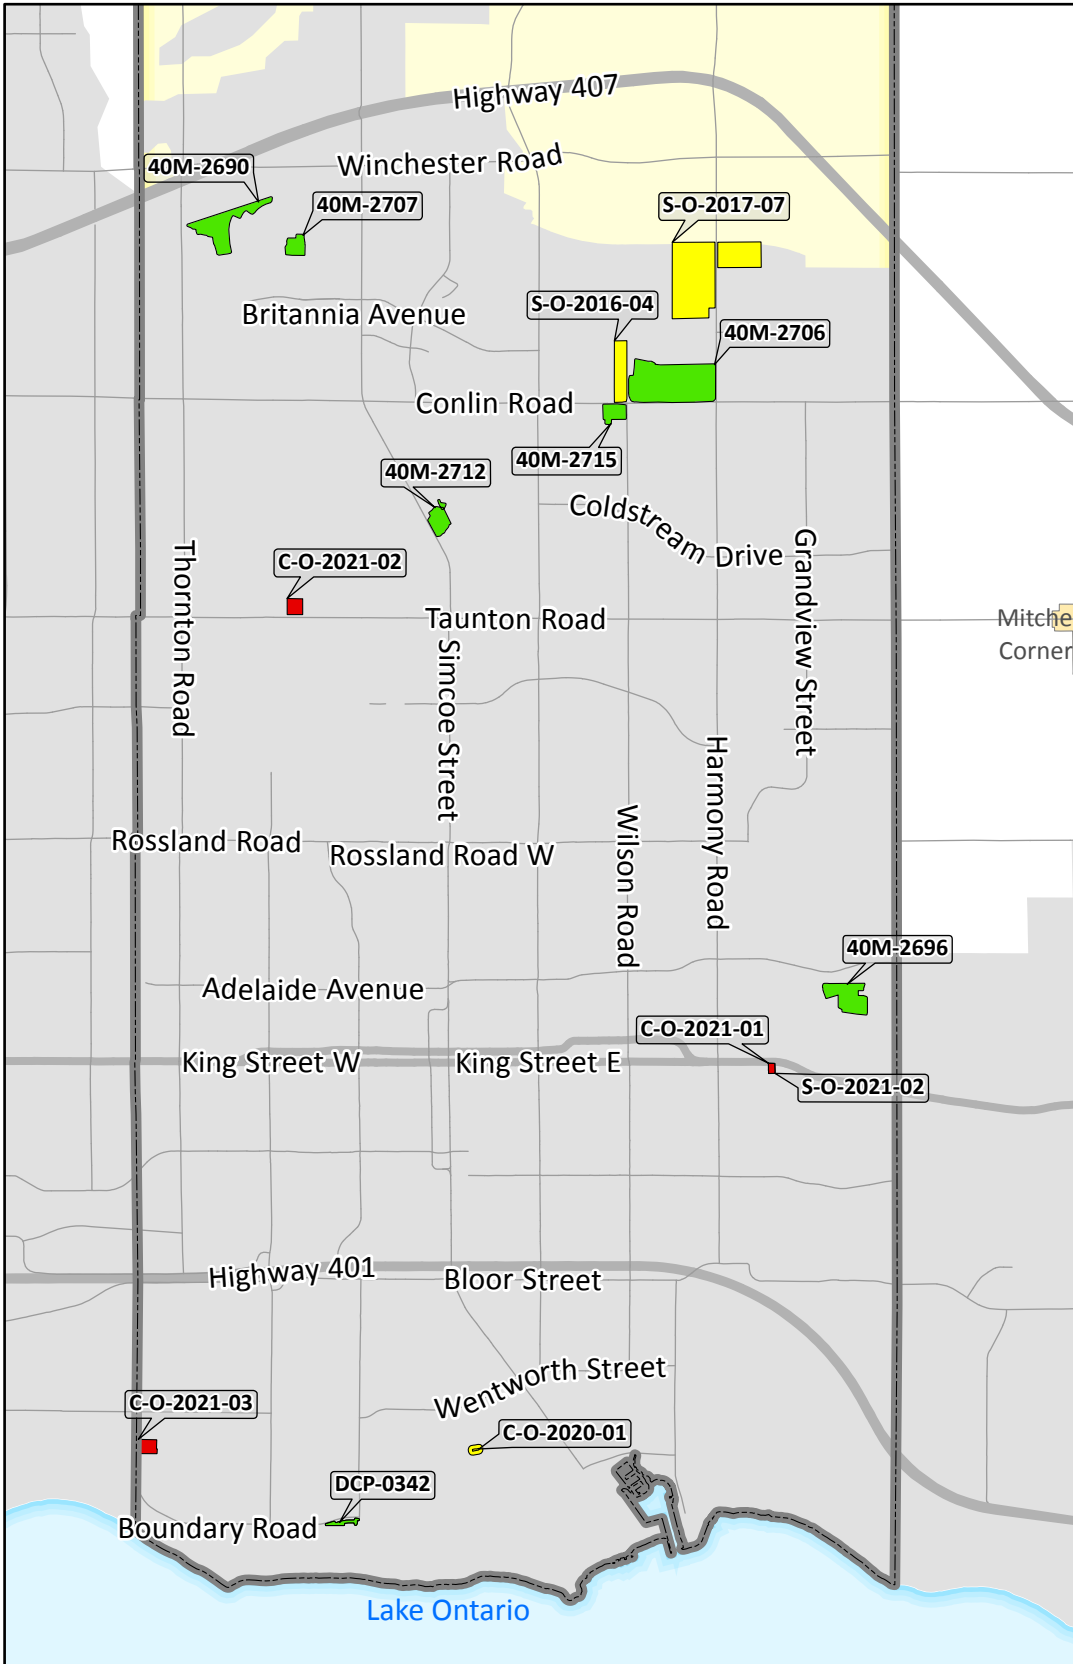 Highway 407
Winchester Road
40M-2690
40M-2707
S-O-2017-07
S-O-2016-04
Britannia Avenue
40M-2706
Conlin Road
40M-2715
40M-2712
Coldstream Drive
C-O-2021-02
Thornton Road
Grandview Street
Taunton Road
Mitche
Corner
Simcoe Street
Harmony Road
Wilson Road
Rossland Road
Rossland Road W
40M-2696
Adelaide Avenue
C-O-2021-01
King Street W
King Street E
S-O-2021-02
Highway 401
Bloor Street
Wentworth Street
C-O-2021-03
C-O-2020-01
DCP-0342
Boundary Road
Lake Ontario